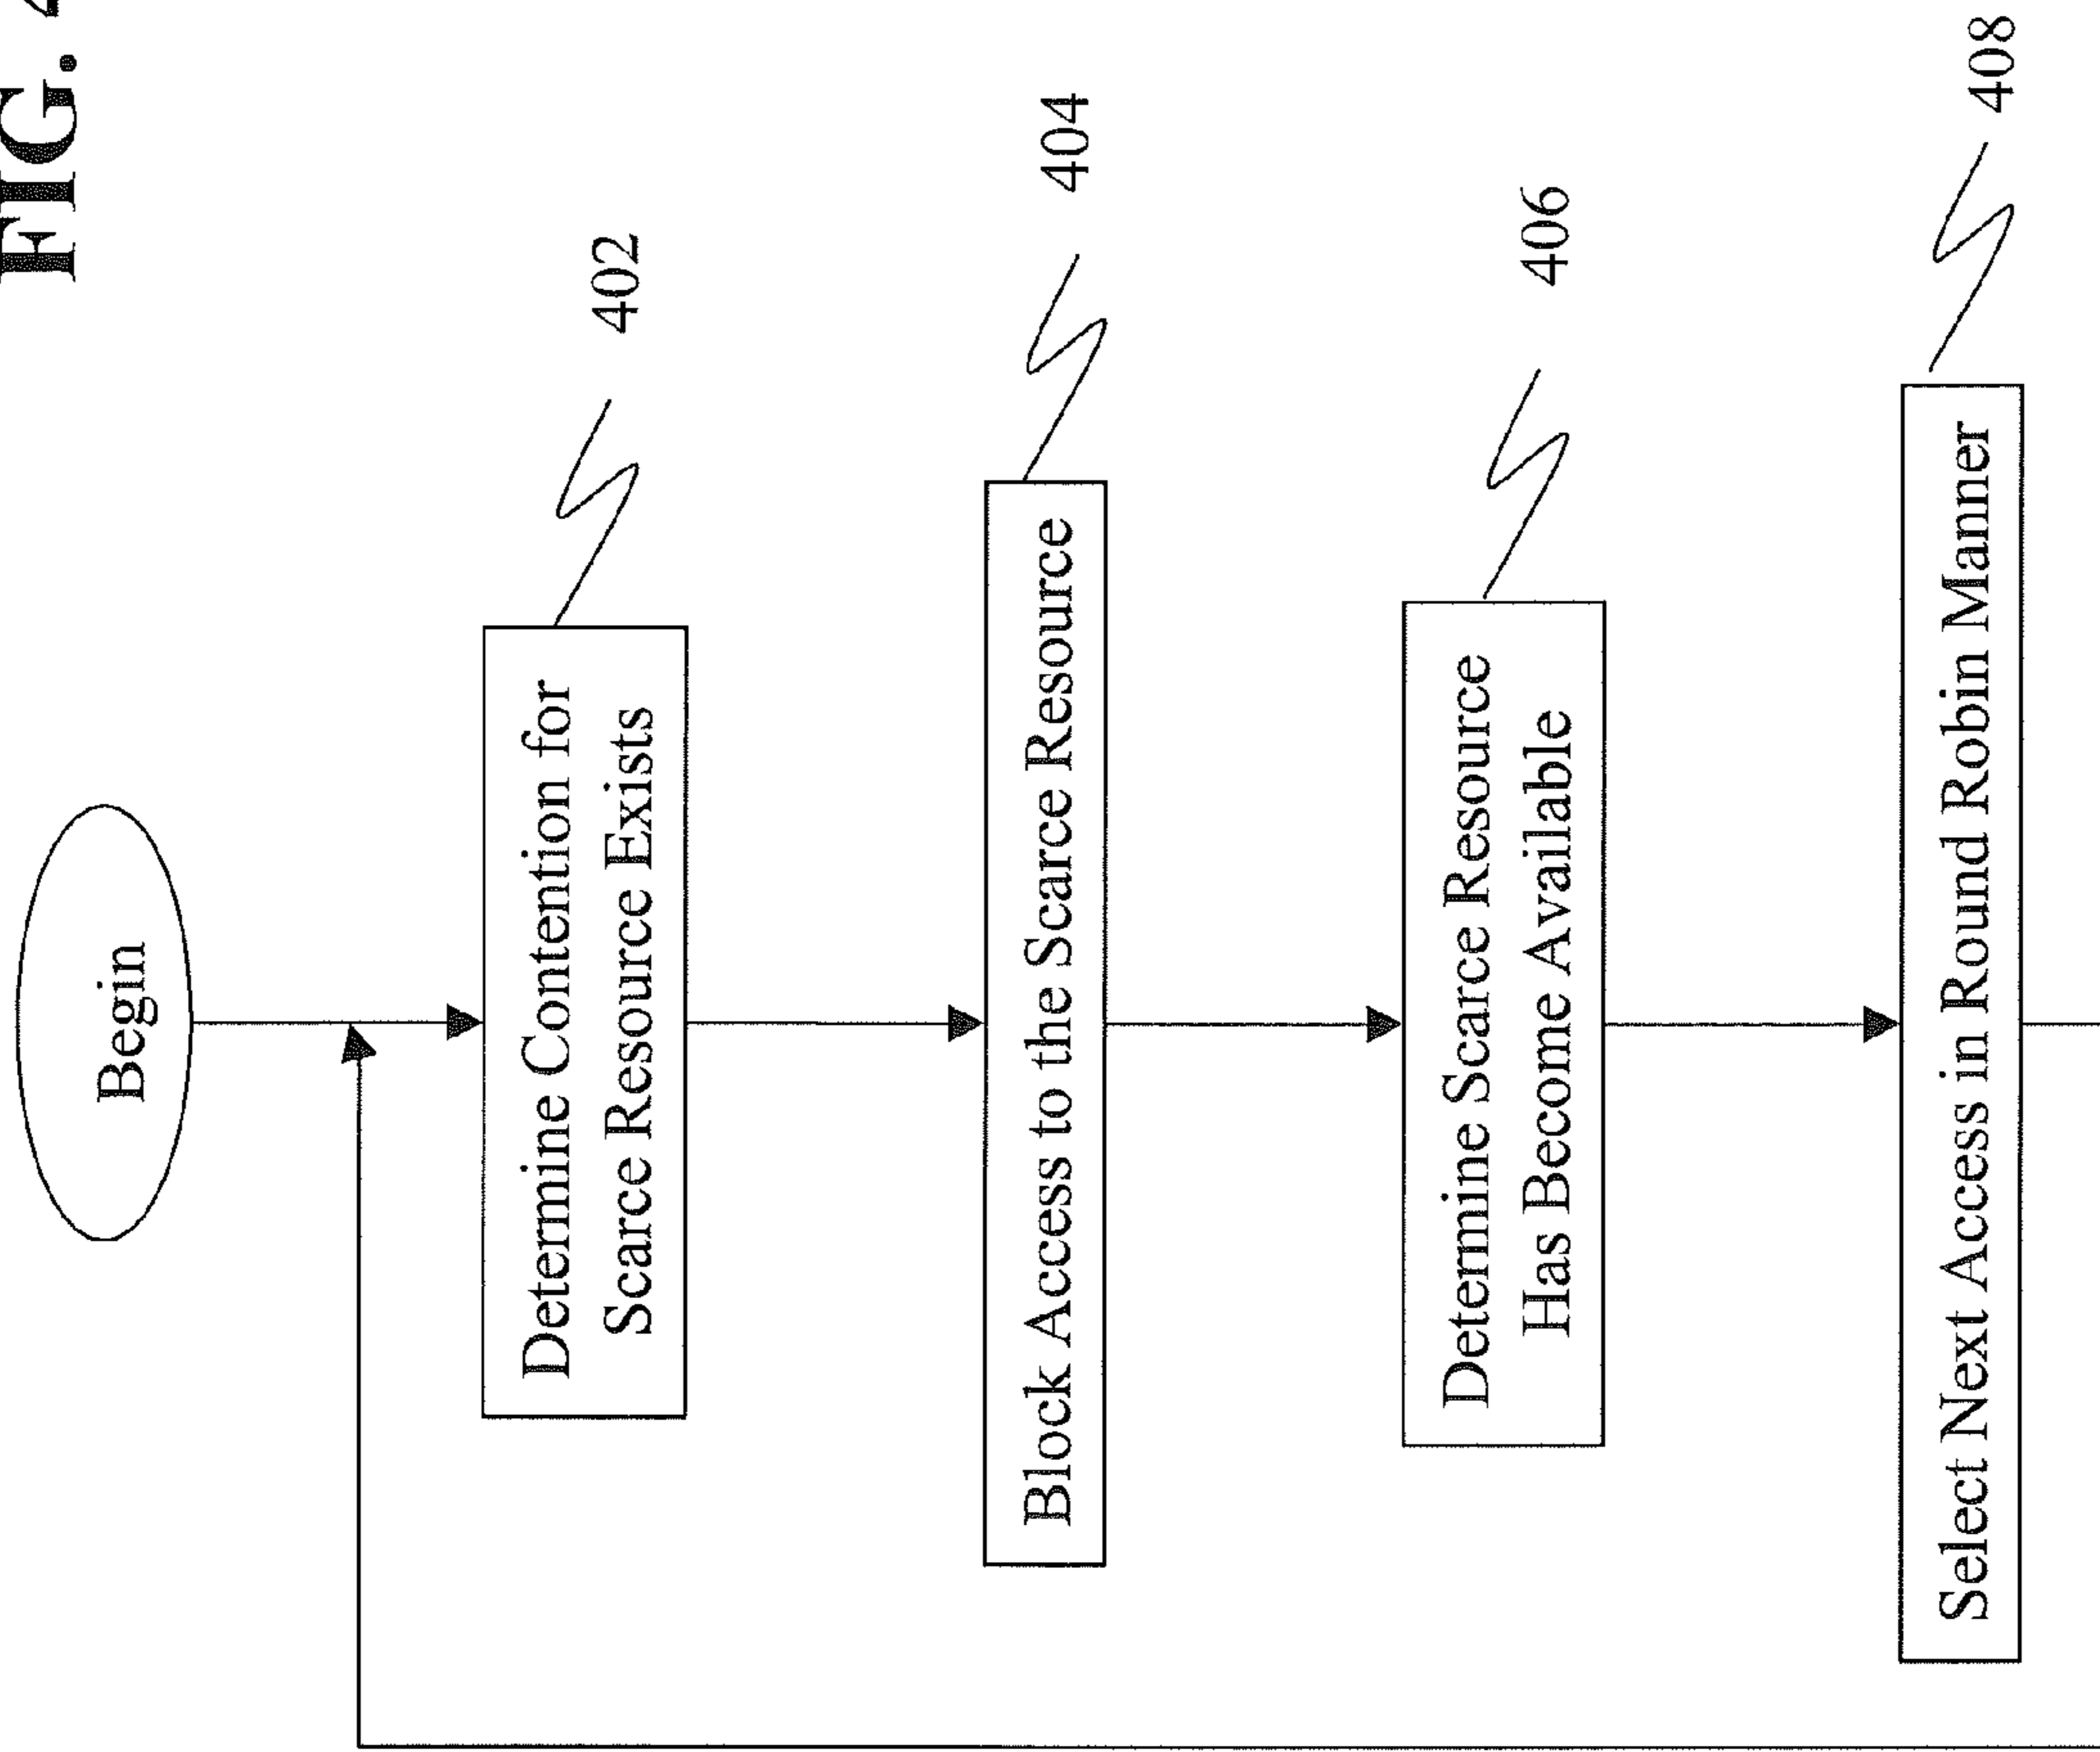 FIG. 4
Begin
Determine Contention for
Scarce Resource Exists
402
Block Access to the Scarce Resource
404
Determine Scarce Resource
Has Become Available
406
Select Next Access in Round Robin Manner
408